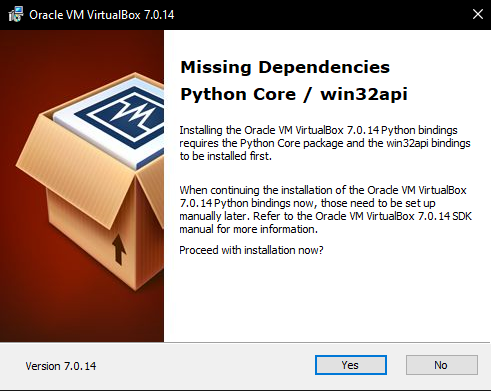 Oracle VM VirtualBox 7.0.14
Missing Dependencies
Python Core / win32api
Installing the Oracle VM VirtualBox 7.0.14 Python bindings
requires the Python Core package and the win32api bindings
to be installed first.
When continuing the installation of the Oracle VM VirtualBox
7.0.14 Python bindings now, those need to be set up
manually later. Refer to the Oracle VM VirtualBox 7.0.14 SDK
manual for more information.
Proceed with installation now?
Version 7.0.14
Yes
No